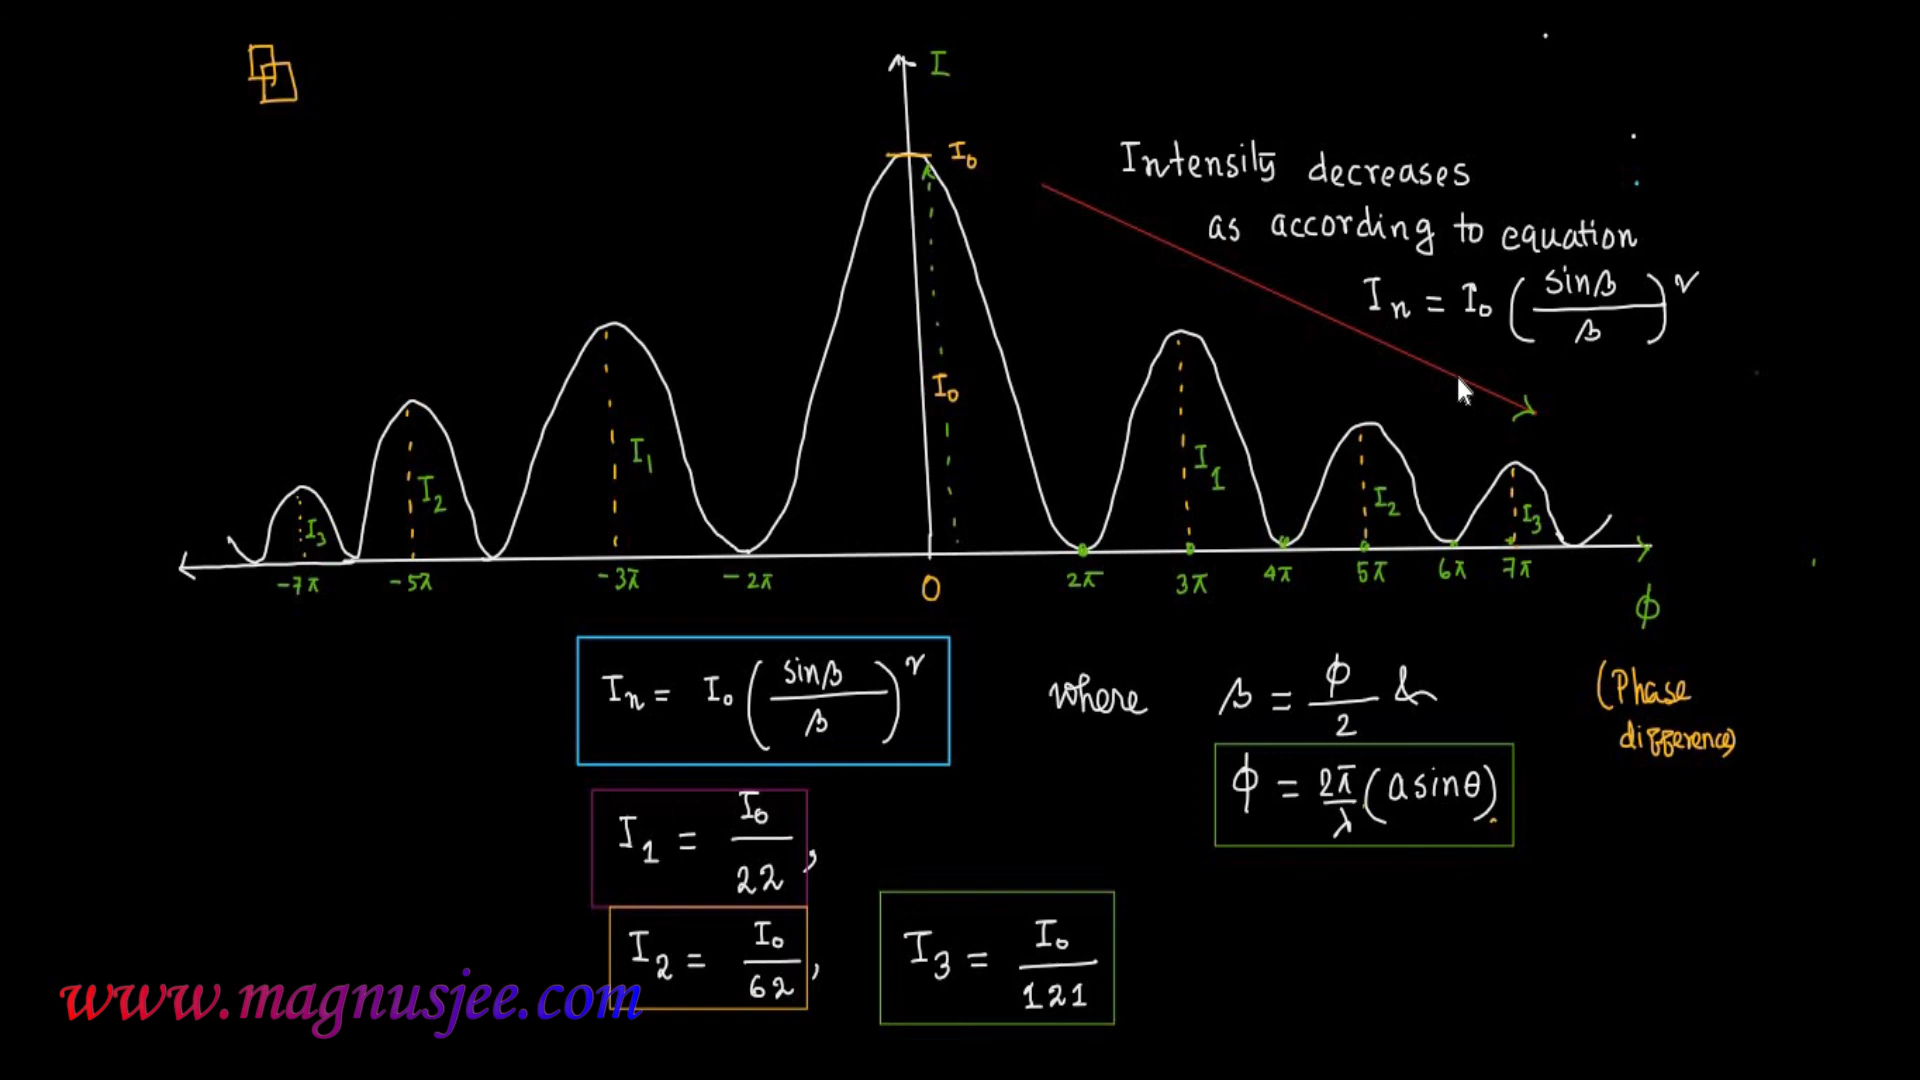 I
I₀
Intensity decreases
as according to equation
Iₙ = I₀ (sinβ/β)²
I₀
I₃ I₂ I₁ I₁ I₂ I₃
-7π -5π -3π -2π 0 2π 3π 4π 5π 6π 7π
ϕ
(Phase
difference)
Iₙ = I₀ (sinβ/β)² where β = ϕ/2 &
ϕ = 2π/λ (a sinθ)
I₁ = I₀/22,
I₂ = I₀/62, I₃ = I₀/121
www.magnusjee.com